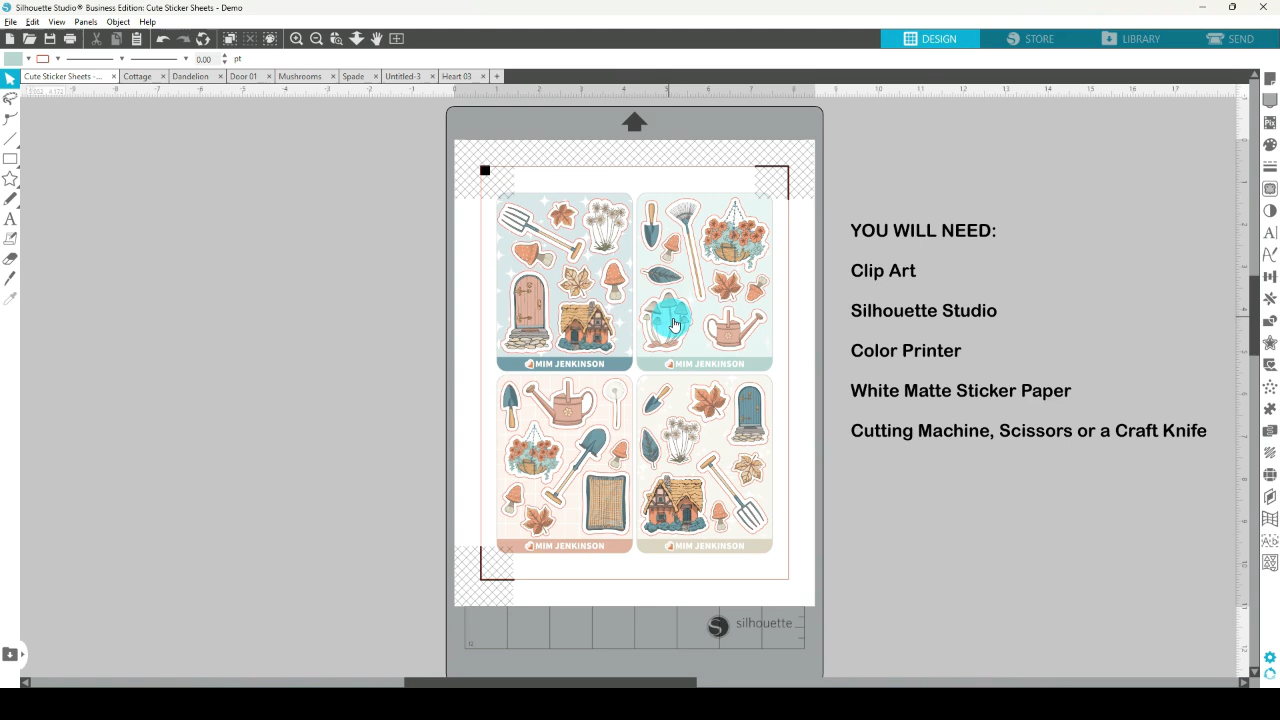 Silhouette Studio® Business Edition: Cute Sticker Sheets - Demo
File Edit View Panels Object Help
DESIGN STORE LIBRARY SEND
0.00 pt
Cute Sticker Sheets -... Cottage Dandelion Door 01 Mushrooms Spade Untitled-3 Heart 03
YOU WILL NEED:
Clip Art
Silhouette Studio
Color Printer
White Matte Sticker Paper
Cutting Machine, Scissors or a Craft Knife
MIM JENKINSON MIM JENKINSON
MIM JENKINSON MIM JENKINSON
silhouette
12